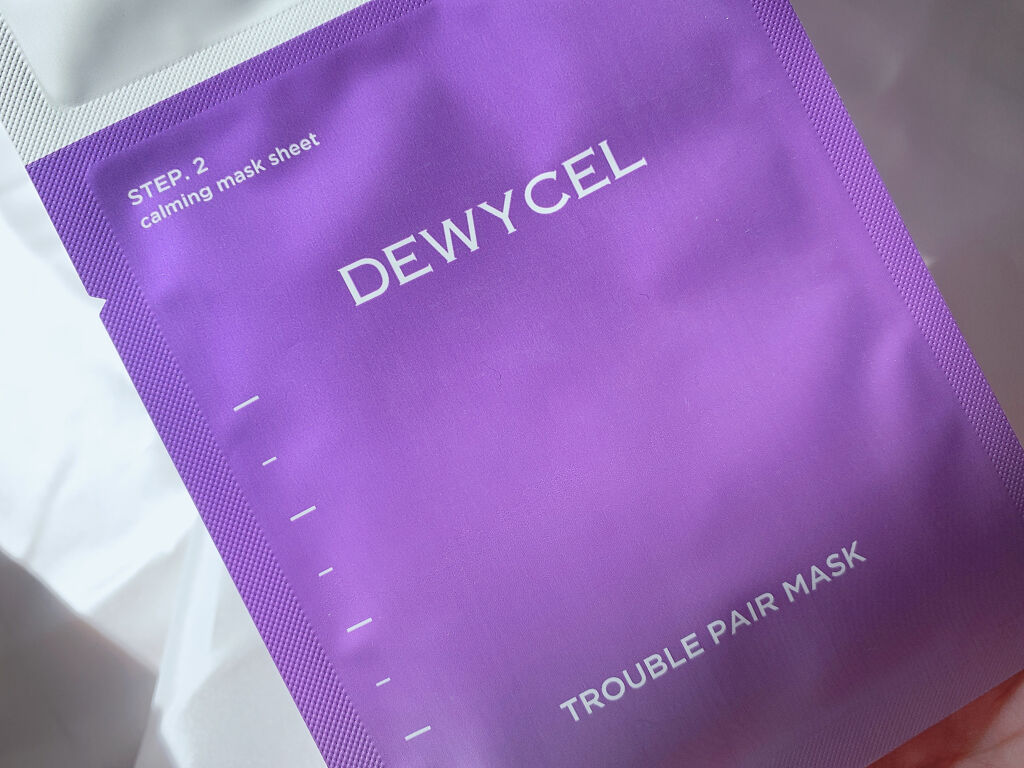 STEP. 2
calming mask sheet
DEWYCEL
TROUBLE PAIR MASK